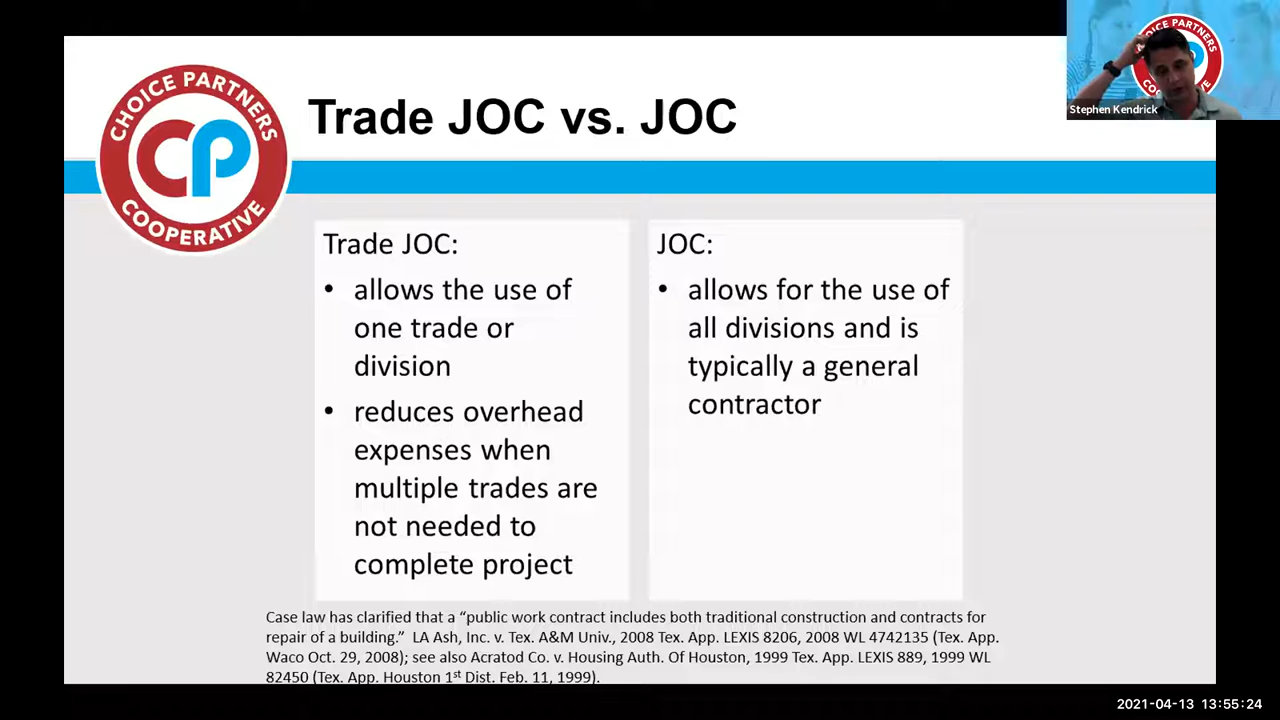 CHOICE PARTNERS
CP
COOPERATIVE
Trade JOC vs. JOC
Stephen Kendrick
Trade JOC:
• allows the use of
one trade or
division
• reduces overhead
expenses when
multiple trades are
not needed to
complete project
JOC:
• allows for the use of
all divisions and is
typically a general
contractor
Case law has clarified that a “public work contract includes both traditional construction and contracts for
repair of a building.” LA Ash, Inc. v. Tex. A&M Univ., 2008 Tex. App. LEXIS 8206, 2008 WL 4742135 (Tex. App.
Waco Oct. 29, 2008); see also Acratod Co. v. Housing Auth. Of Houston, 1999 Tex. App. LEXIS 889, 1999 WL
82450 (Tex. App. Houston 1st Dist. Feb. 11, 1999).
2021-04-13 13:55:24